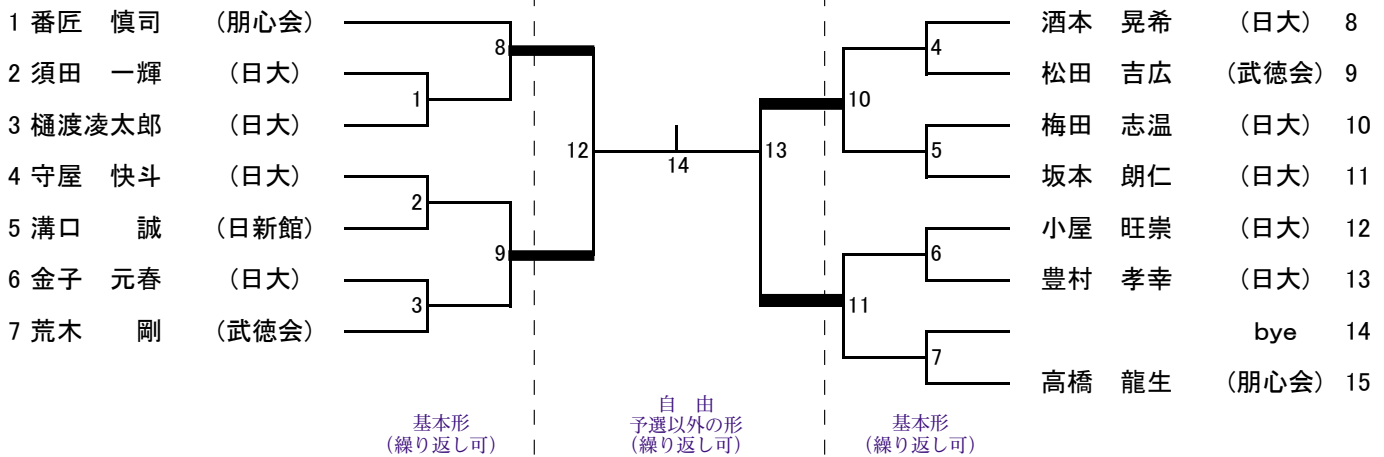 1 番匠　慎司　（朋心会）
2 須田　一輝　（日大）
3 樋渡凌太郎　（日大）
4 守屋　快斗　（日大）
5 溝口　　誠　（日新館）
6 金子　元春　（日大）
7 荒木　　剛　（武徳会）
8
1
2
9
3
12
14
13
10
4
5
11
6
7
酒本　晃希　（日大） 8
松田　吉広　（武徳会） 9
梅田　志温　（日大） 10
坂本　朗仁　（日大） 11
小屋　旺崇　（日大） 12
豊村　孝幸　（日大） 13
bye 14
高橋　龍生　（朋心会） 15
基本形
（繰り返し可）
自　由
予選以外の形
（繰り返し可）
基本形
（繰り返し可）